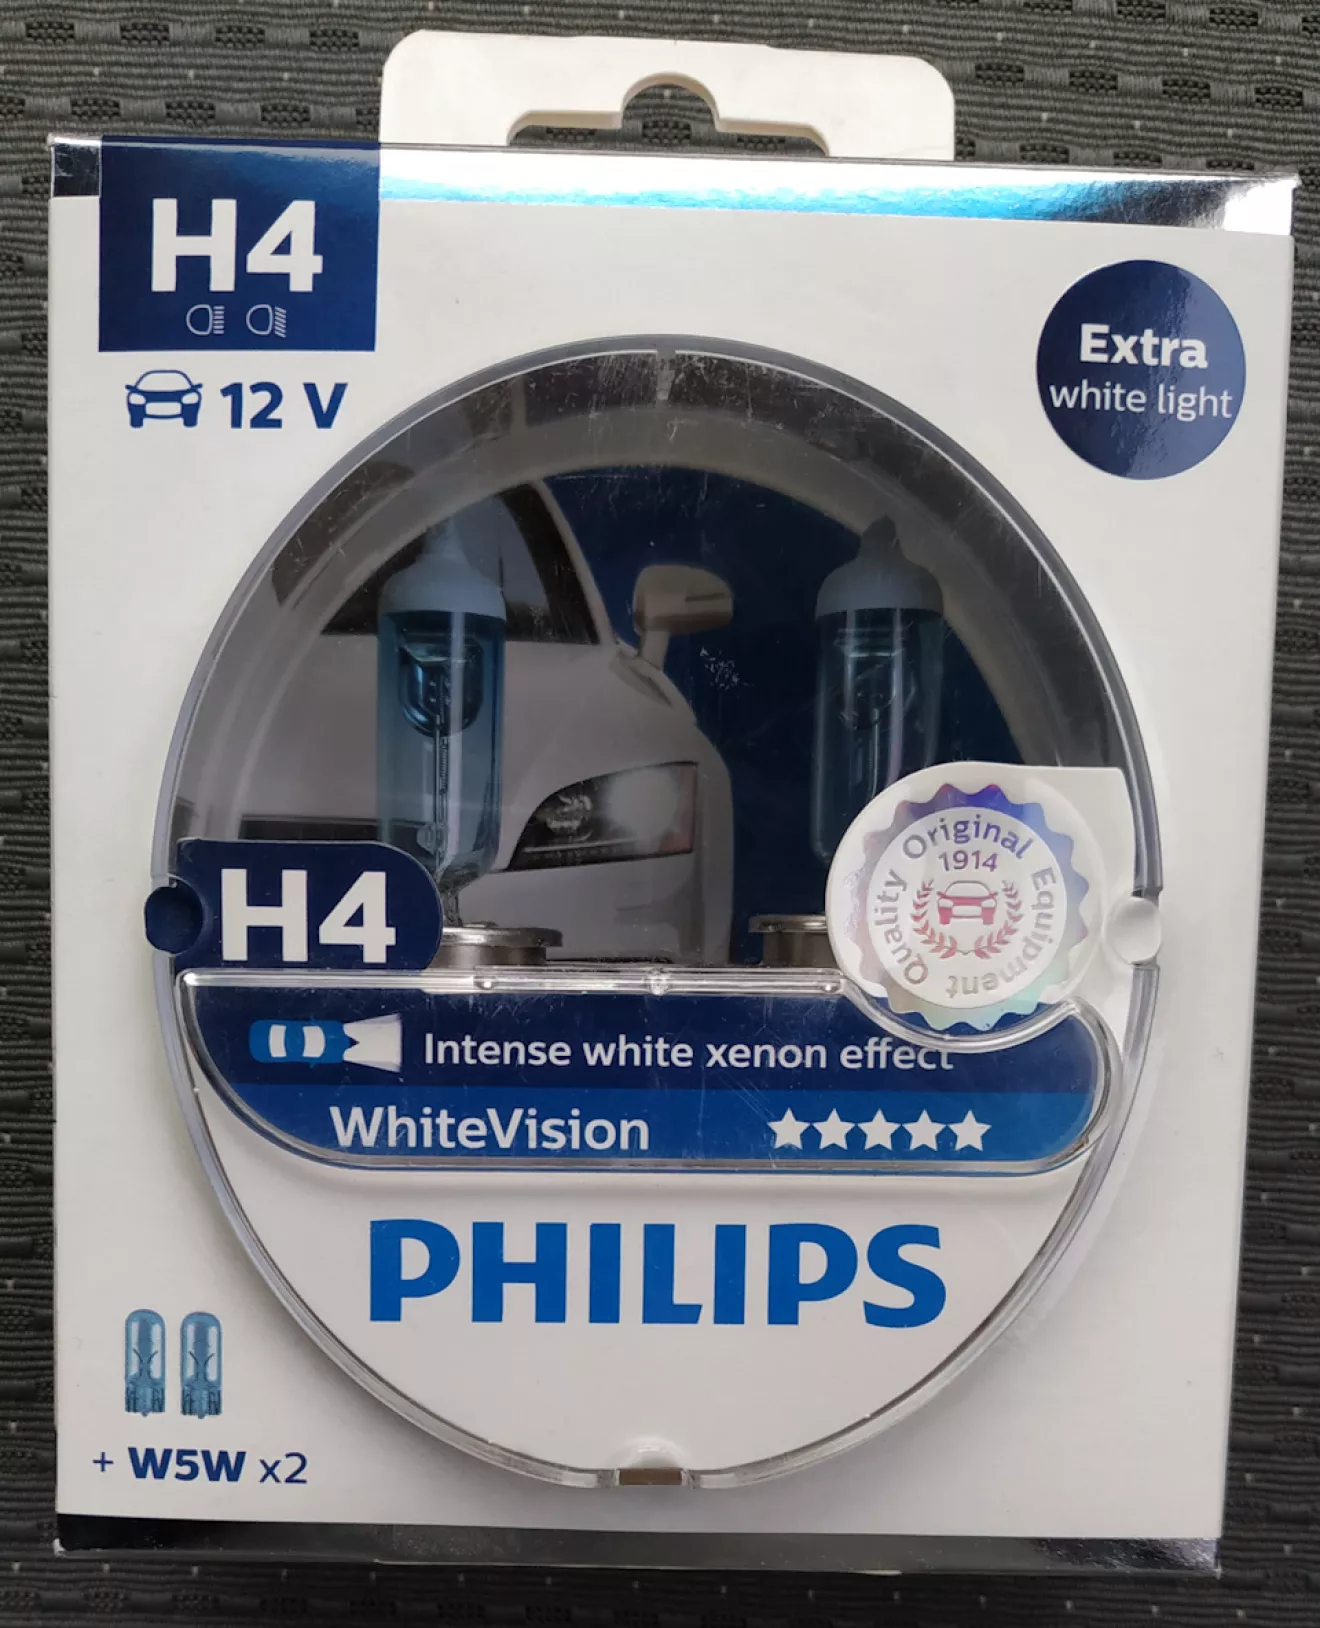 H4
12 V
Extra
white light
Original Equipment Quality
1914
H4
Intense white xenon effect
WhiteVision
PHILIPS
+ W5W x2